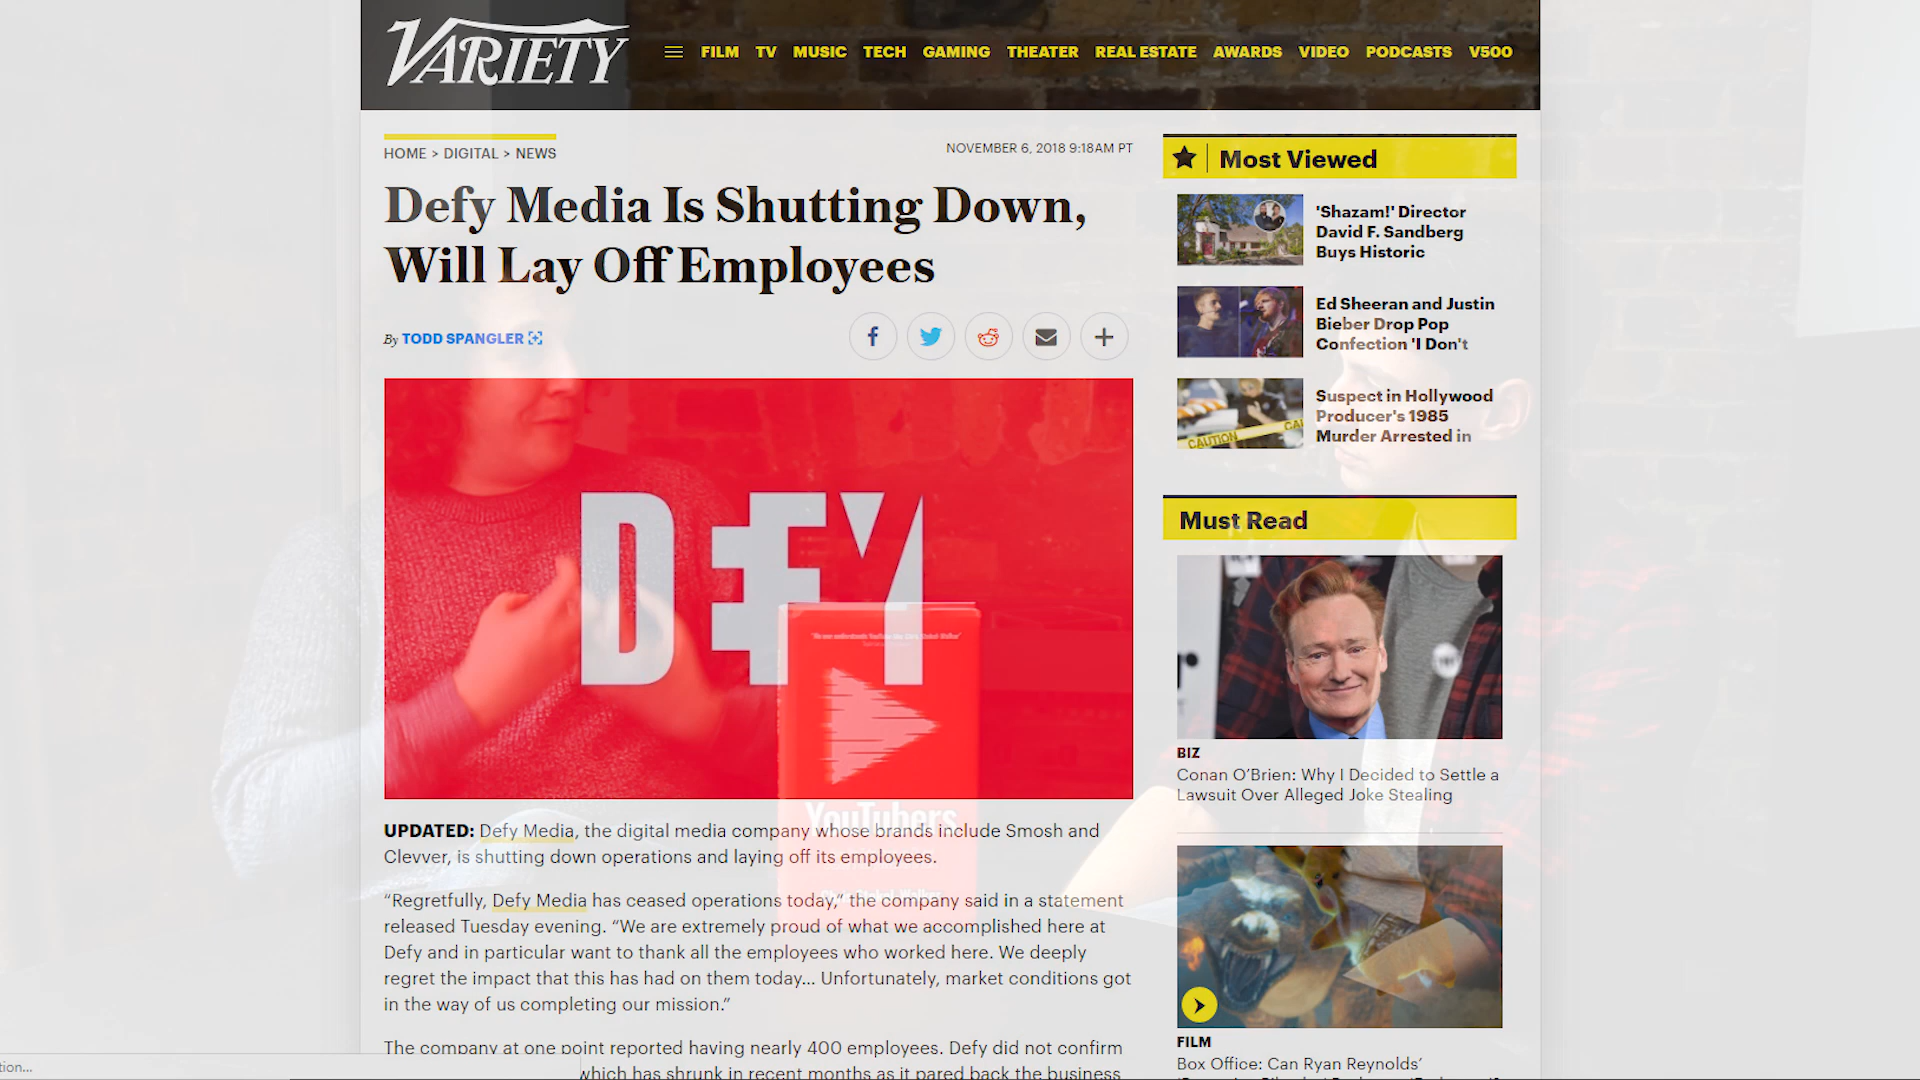 VARIETY
FILM TV MUSIC TECH GAMING THEATER REAL ESTATE AWARDS VIDEO PODCASTS V500
HOME > DIGITAL > NEWS
NOVEMBER 6, 2018 9:18AM PT
Defy Media Is Shutting Down,
Will Lay Off Employees
By TODD SPANGLER
DEFY
YouTubers
UPDATED: Defy Media, the digital media company whose brands include Smosh and
Clevver, is shutting down operations and laying off its employees.
“Regretfully, Defy Media has ceased operations today,” the company said in a statement
released Tuesday evening. “We are extremely proud of what we accomplished here at
Defy and in particular want to thank all the employees who worked here. We deeply
regret the impact that this has had on them today... Unfortunately, market conditions got
in the way of us completing our mission.”
The company at one point reported having nearly 400 employees. Defy did not confirm
which has shrunk in recent months as it pared back the business
tion...
Most Viewed
'Shazam!' Director
David F. Sandberg
Buys Historic
Ed Sheeran and Justin
Bieber Drop Pop
Confection 'I Don't
CAUTION
Suspect in Hollywood
Producer's 1985
Murder Arrested in
Must Read
BIZ
Conan O’Brien: Why I Decided to Settle a
Lawsuit Over Alleged Joke Stealing
FILM
Box Office: Can Ryan Reynolds’